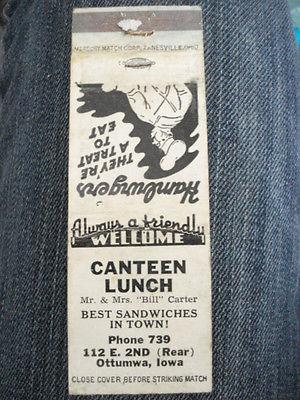 MERCURY MATCH CORP., ZANESVILLE, OHIO
Hamburgers
THEY'RE
A TREAT
TO
EAT
Always a friendly
WELCOME
CANTEEN
LUNCH
Mr. & Mrs. "Bill" Carter
BEST SANDWICHES
IN TOWN!
Phone 739
112 E. 2ND (Rear)
Ottumwa, Iowa
CLOSE COVER BEFORE STRIKING MATCH